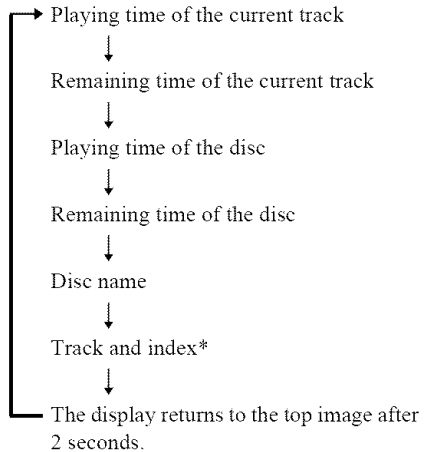 Playing time of the current track
Remaining time of the current track
Playing time of the disc
Remaining time of the disc
Disc name
Track and index*
The display returns to the top image after
2 seconds.